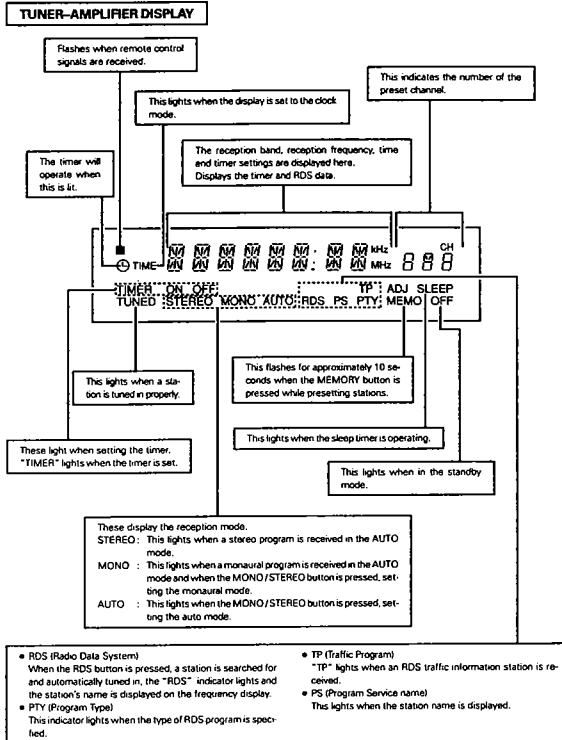 TUNER–AMPLIFIER DISPLAY
Flashes when remote control
signals are received.
This indicates the number of the
preset channel.
This lights when the display is set to the clock
mode.
The reception band, reception frequency, time
and timer settings are displayed here.
Displays the timer and RDS data.
The timer will
operate when
this is lit.
TIME
kHz
MHz
CH
TIMER ON OFF TP ADJ SLEEP
TUNED STEREO MONO AUTO RDS PS PTY MEMO OFF
This lights when a sta-
tion is tuned in properly.
This flashes for approximately 10 se-
conds when the MEMORY button is
pressed while presetting stations.
These light when setting the timer.
"TIMER" lights when the timer is set.
This lights when the sleep timer is operating.
This lights when in the standby
mode.
These display the reception mode.
STEREO : This lights when a stereo program is received in the AUTO
mode.
MONO : This lights when a monaural program is received in the AUTO
mode and when the MONO/STEREO button is pressed, set-
ting the monaural mode.
AUTO : This lights when the MONO/STEREO button is pressed, set-
ting the auto mode.
• RDS (Radio Data System)
When the RDS button is pressed, a station is searched for
and automatically tuned in, the "RDS" indicator lights and
the station's name is displayed on the frequency display.
• PTY (Program Type)
This indicator lights when the type of RDS program is speci-
fied.
• TP (Traffic Program)
"TP" lights when an RDS traffic information station is re-
ceived.
• PS (Program Service name)
This lights when the station name is displayed.